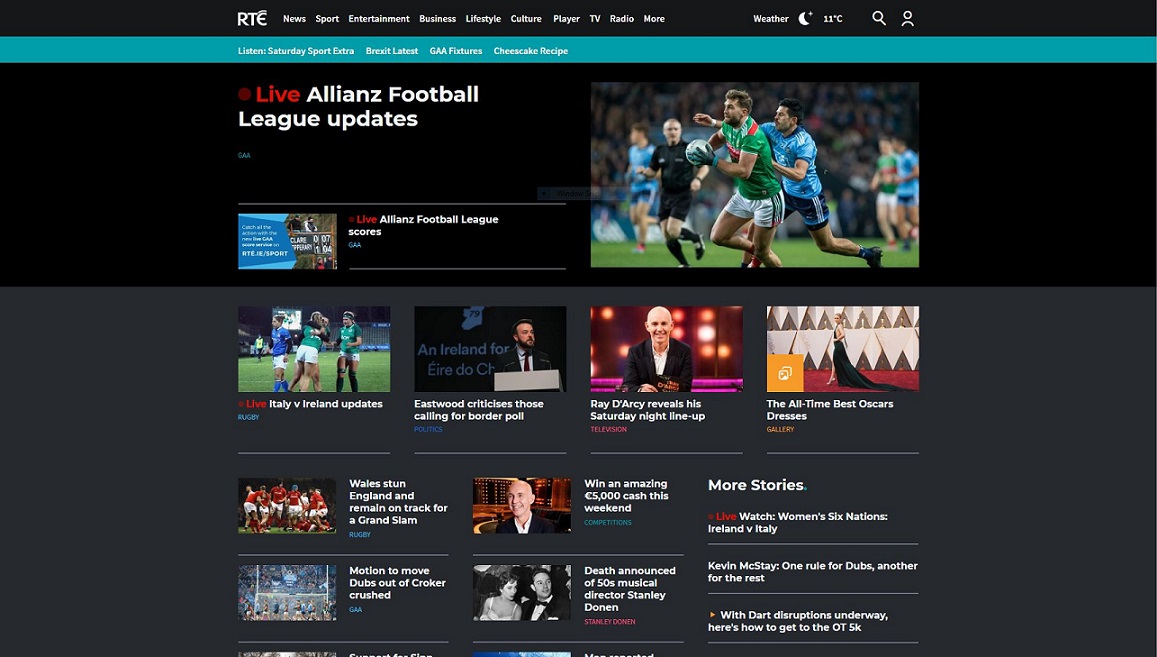 RTÉ
News Sport Entertainment Business Lifestyle Culture Player TV Radio More
Weather 11°C
Listen: Saturday Sport Extra Brexit Latest GAA Fixtures Cheescake Recipe
Live Allianz Football
League updates
GAA
Catch all the
action with the
new live GAA
score service on
RTÉ.IE/SPORT
Live Allianz Football League
scores
GAA
Live Italy v Ireland updates
RUGBY
79
An Ireland for
Éire do Ch
Eastwood criticises those
calling for border poll
POLITICS
Ray D'Arcy reveals his
Saturday night line-up
TELEVISION
The All-Time Best Oscars
Dresses
GALLERY
Wales stun
England and
remain on track for
a Grand Slam
RUGBY
Win an amazing
€5,000 cash this
weekend
COMPETITIONS
More Stories.
Live Watch: Women's Six Nations:
Ireland v Italy
Kevin McStay: One rule for Dubs, another
for the rest
With Dart disruptions underway,
here's how to get to the OT 5k
Motion to move
Dubs out of Croker
crushed
GAA
Death announced
of 50s musical
director Stanley
Donen
STANLEY DONEN